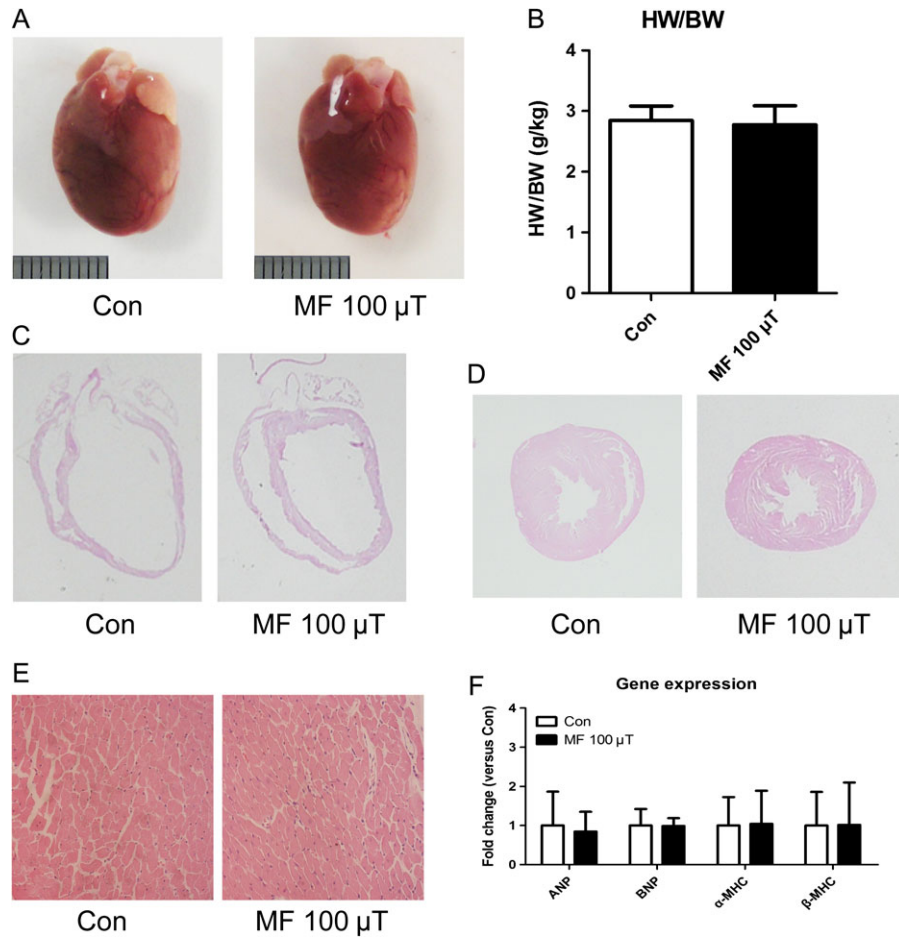 A
Con
MF 100 μT
B
HW/BW
HW/BW (g/kg)
4
3
2
1
0
Con
MF 100 μT
C
Con
MF 100 μT
D
Con
MF 100 μT
E
Con
MF 100 μT
F
Gene expression
Fold change (versus Con)
4
3
2
1
0
Con
MF 100 μT
ANP
BNP
α-MHC
β-MHC